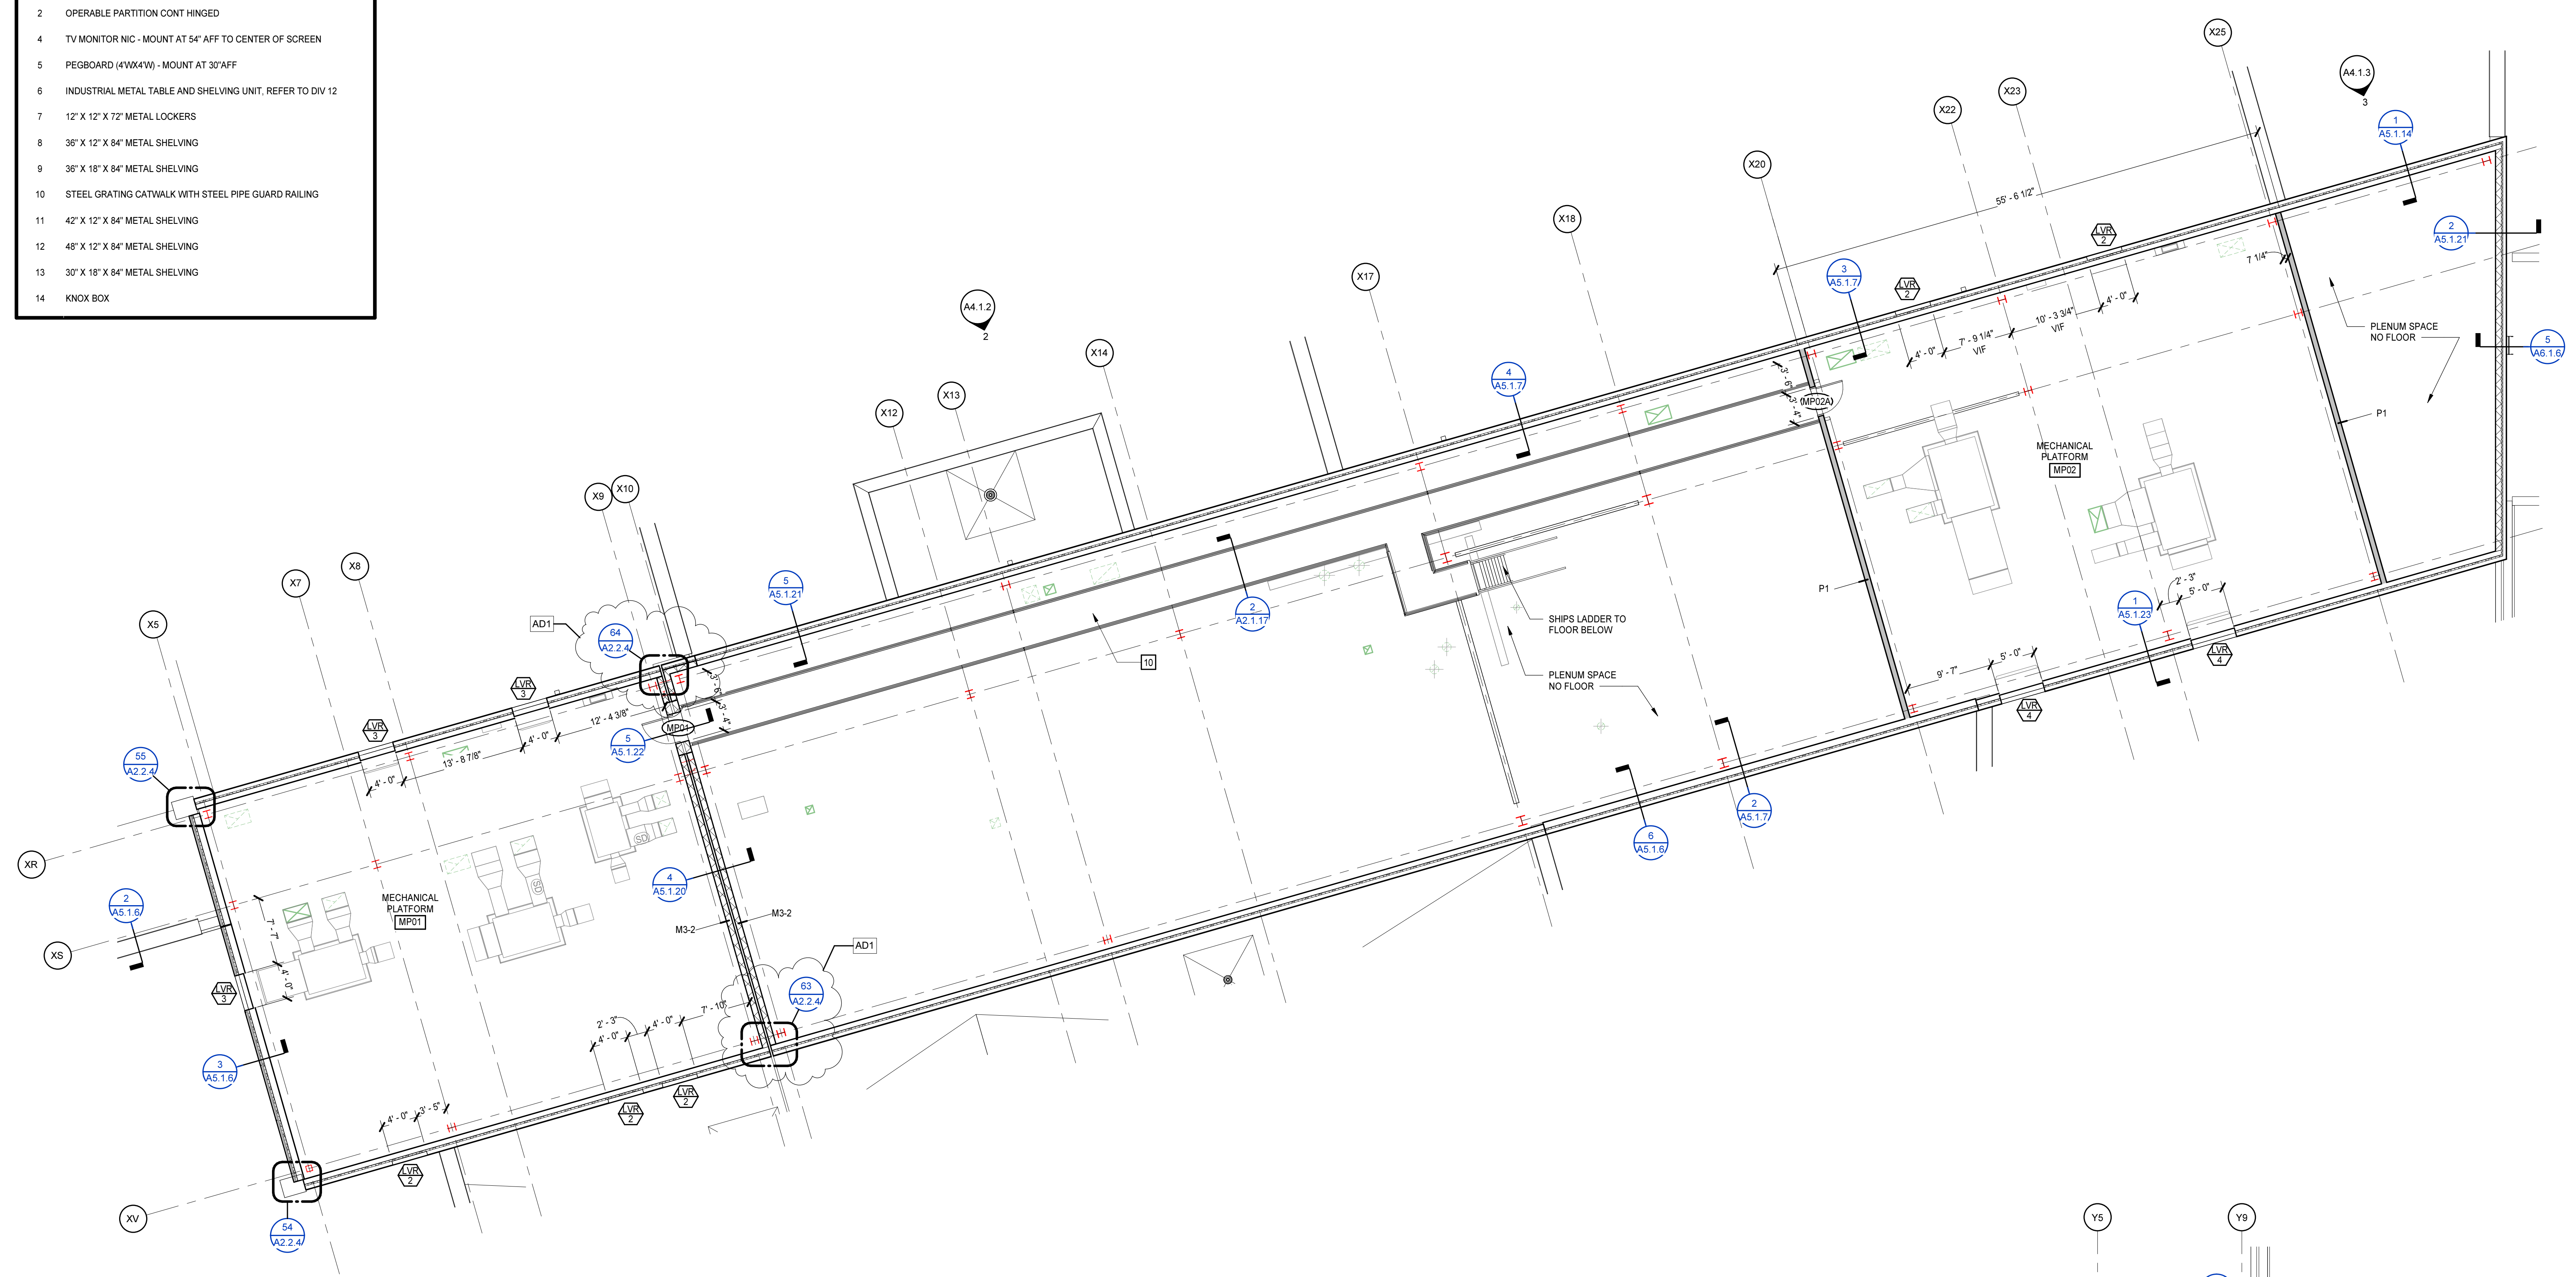 2 OPERABLE PARTITION CONT HINGED
4 TV MONITOR NIC - MOUNT AT 54" AFF TO CENTER OF SCREEN
5 PEGBOARD (4'WX4'W) - MOUNT AT 30"AFF
6 INDUSTRIAL METAL TABLE AND SHELVING UNIT, REFER TO DIV 12
7 12" X 12" X 72" METAL LOCKERS
8 36" X 12" X 84" METAL SHELVING
9 36" X 18" X 84" METAL SHELVING
10 STEEL GRATING CATWALK WITH STEEL PIPE GUARD RAILING
11 42" X 12" X 84" METAL SHELVING
12 48" X 12" X 84" METAL SHELVING
13 30" X 18" X 84" METAL SHELVING
14 KNOX BOX
X25
A4.1.3
3
X23
X22
1
A5.1.14
X20
55' - 6 1/2"
X18
2
A5.1.21
LVR
2
7 1/4"
X17
3
A5.1.7
LVR
2
4' - 0"
10' - 3 3/4"
VIF
7' - 9 1/4"
VIF
4' - 0"
PLENUM SPACE
NO FLOOR
5
A6.1.6
A4.1.2
2
X14
X13
X12
4
A5.1.7
3' - 6"
MP02A
3' - 4"
P1
MECHANICAL
PLATFORM
MP02
X10
X9
X8
X7
X5
5
A5.1.21
2
A2.1.17
SHIPS LADDER TO
FLOOR BELOW
P1
2' - 3"
5' - 0"
1
A5.1.23
AD1
64
A2.2.4
10
PLENUM SPACE
NO FLOOR
9' - 7"
5' - 0"
LVR
4
LVR
4
LVR
3
LVR
3
3' - 6"
3' - 4"
MP01
12' - 4 3/8"
4' - 0"
13' - 8 7/8"
4' - 0"
5
A5.1.22
55
A2.2.4
2
A5.1.7
6
A5.1.6
XR
SD
SD
4
A5.1.20
MECHANICAL
PLATFORM
MP01
2
A5.1.6
7' - 7"
4' - 0"
M3-2
M3-2
XS
AD1
LVR
3
63
A2.2.4
7' - 10"
4' - 0"
2' - 3"
4' - 0"
3
A5.1.6
LVR
2
LVR
2
4' - 0"
3' - 5"
LVR
2
XV
54
A2.2.4
Y5
Y9